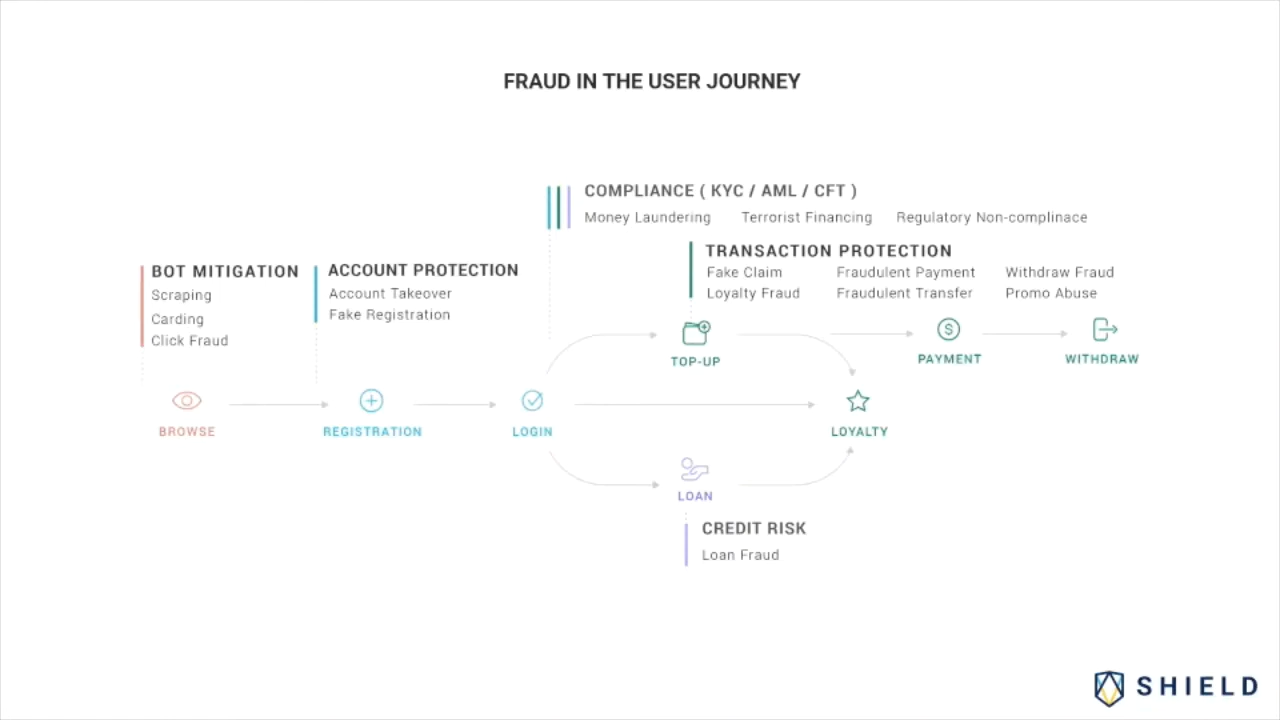 FRAUD IN THE USER JOURNEY
COMPLIANCE ( KYC / AML / CFT )
Money Laundering Terrorist Financing Regulatory Non-complinace
TRANSACTION PROTECTION
Fake Claim Fraudulent Payment Withdraw Fraud
Loyalty Fraud Fraudulent Transfer Promo Abuse
BOT MITIGATION
Scraping
Carding
Click Fraud
ACCOUNT PROTECTION
Account Takeover
Fake Registration
TOP-UP
PAYMENT
WITHDRAW
BROWSE
REGISTRATION
LOGIN
LOYALTY
LOAN
CREDIT RISK
Loan Fraud
SHIELD